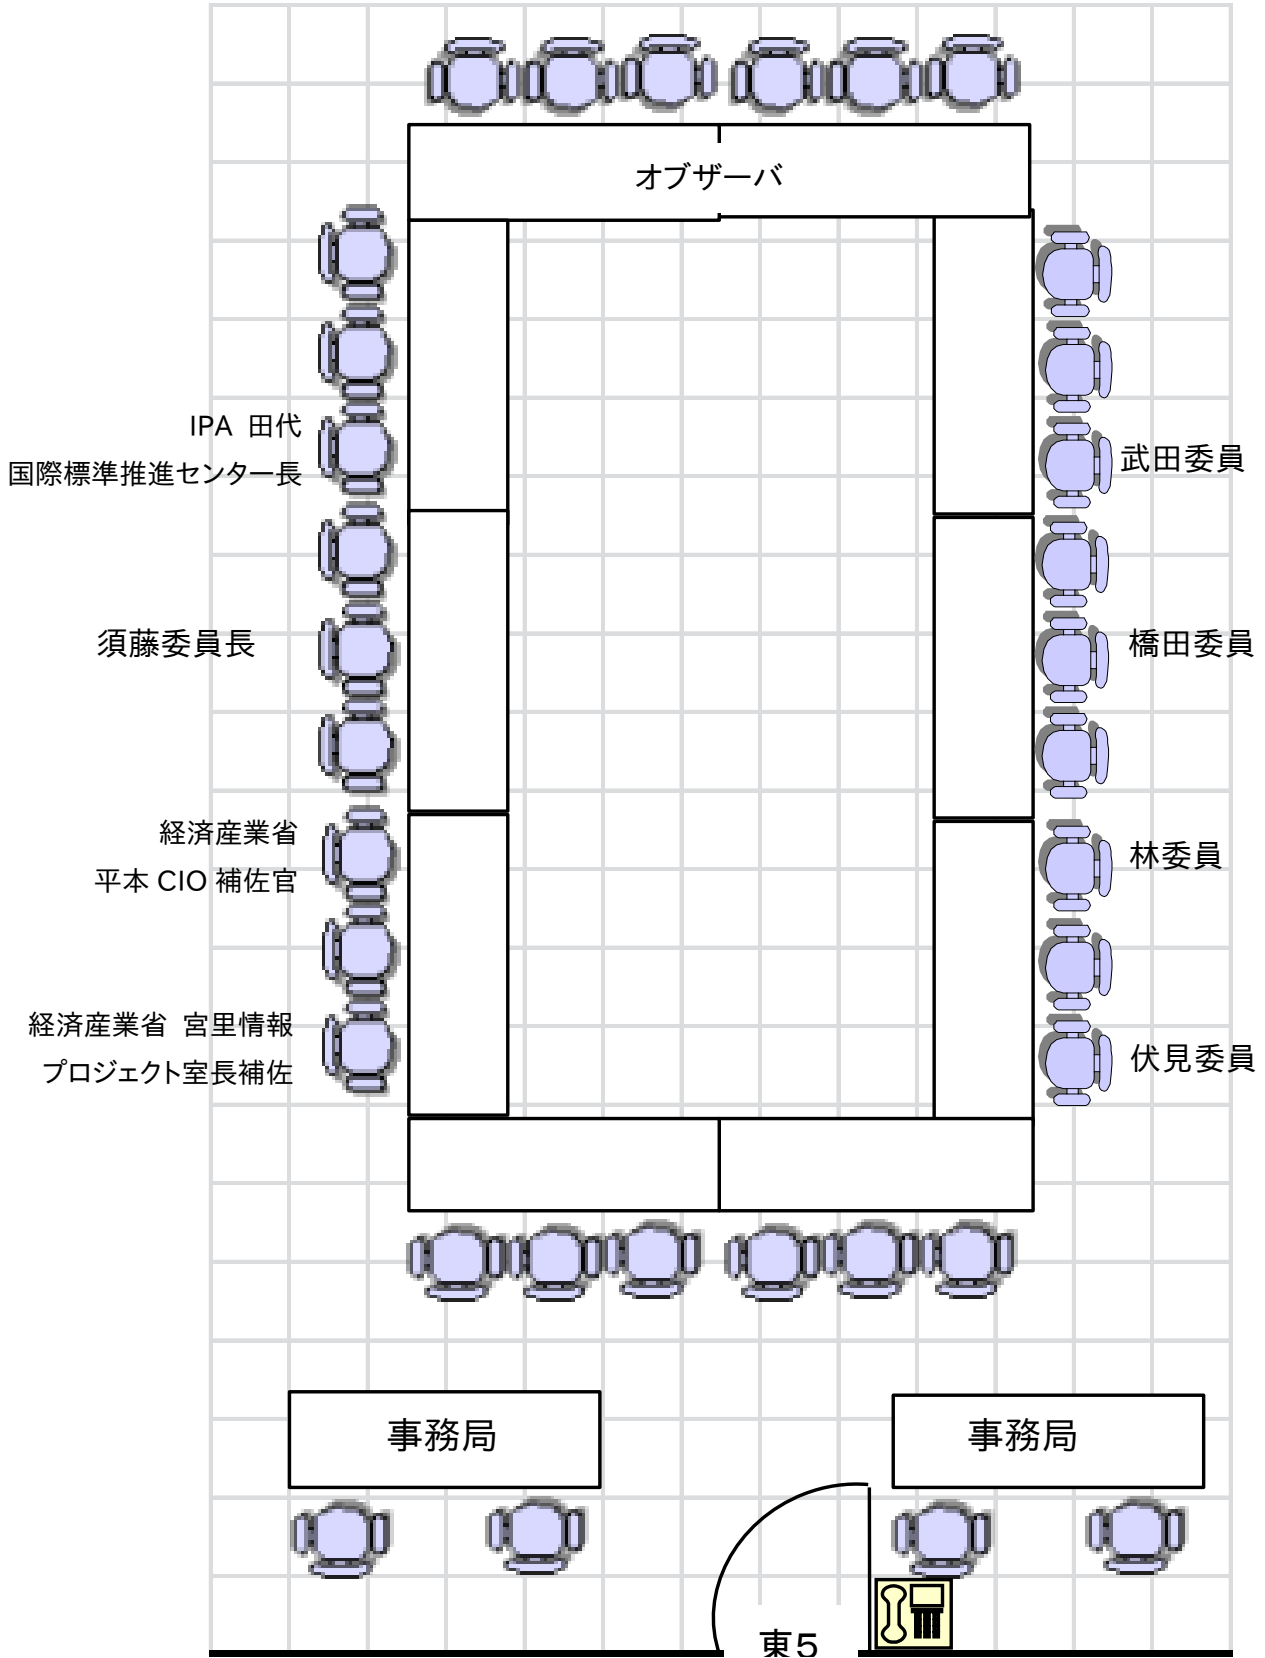 オブザーバ
IPA 田代
国際標準推進センター長
武田委員
須藤委員長
橋田委員
経済産業省
平本 CIO 補佐官
林委員
経済産業省 宮里情報
プロジェクト室長補佐
伏見委員
事務局
事務局
東5